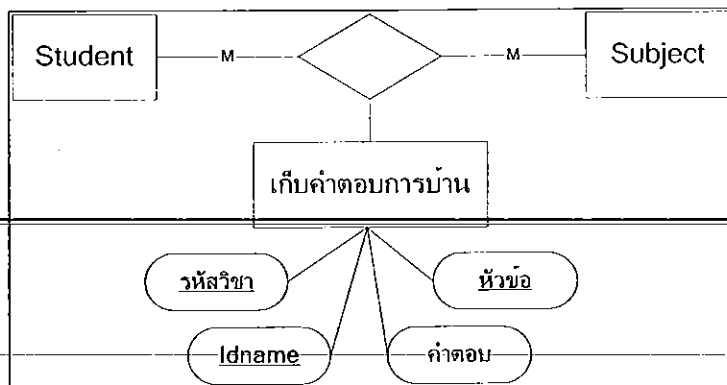 Student
M
M
Subject
เก็บคำตอบการบ้าน
รหัสวิชา
หัวข้อ
Idname
คำตอบ